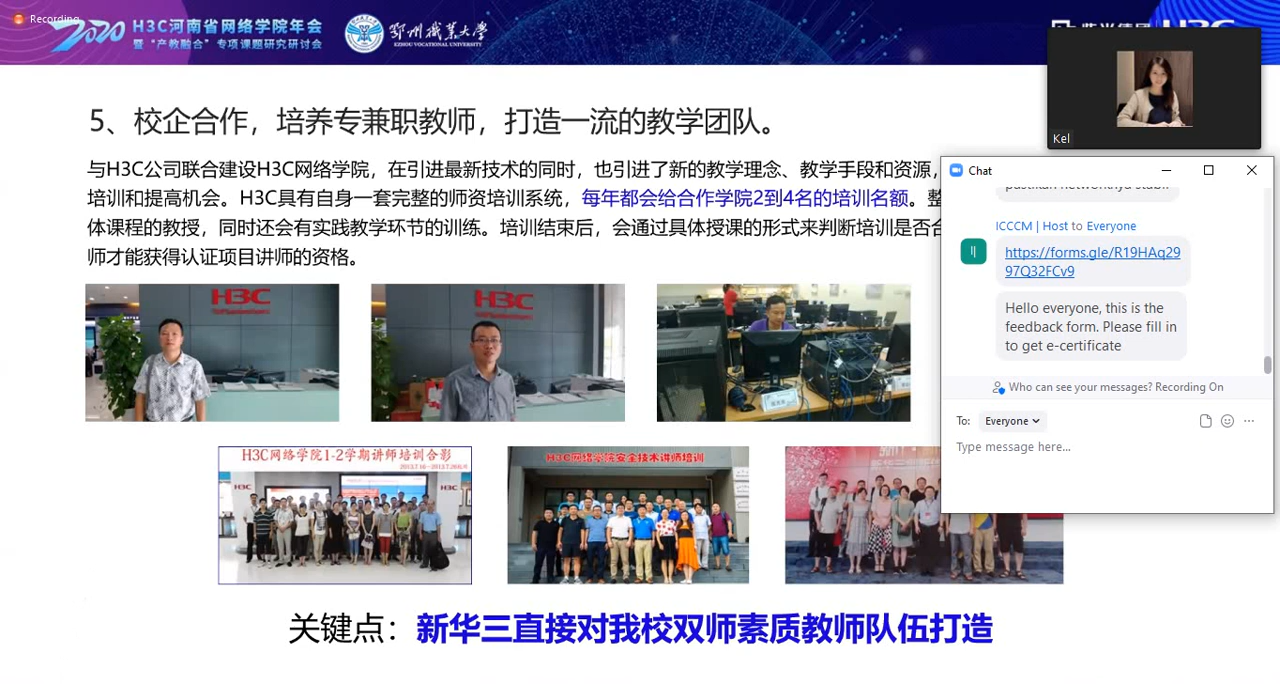 Recording
2020 H3C河南省网络学院年会
暨"产教融合"专项课题研究研讨会
鄂州职业大学
EZHOU VOCATIONAL UNIVERSITY
Kel
5、校企合作，培养专兼职教师，打造一流的教学团队。
与H3C公司联合建设H3C网络学院，在引进最新技术的同时，也引进了新的教学理念、教学手段和资源，
培训和提高机会。H3C具有自身一套完整的师资培训系统，每年都会给合作学院2到4名的培训名额。整
体课程的教授，同时还会有实践教学环节的训练。培训结束后，会通过具体授课的形式来判断培训是否合
师才能获得认证项目讲师的资格。
H3C
H3C
H3C网络学院1-2学期讲师培训合影
H3C
H3C
H3C网络学院安全技术讲师培训
关键点：新华三直接对我校双师素质教师队伍打造
Chat
ICCCM | Host to Everyone
https://forms.gle/R19HAq29
97Q32FCv9
Hello everyone, this is the
feedback form. Please fill in
to get e-certificate
Who can see your messages? Recording On
To: Everyone
Type message here...